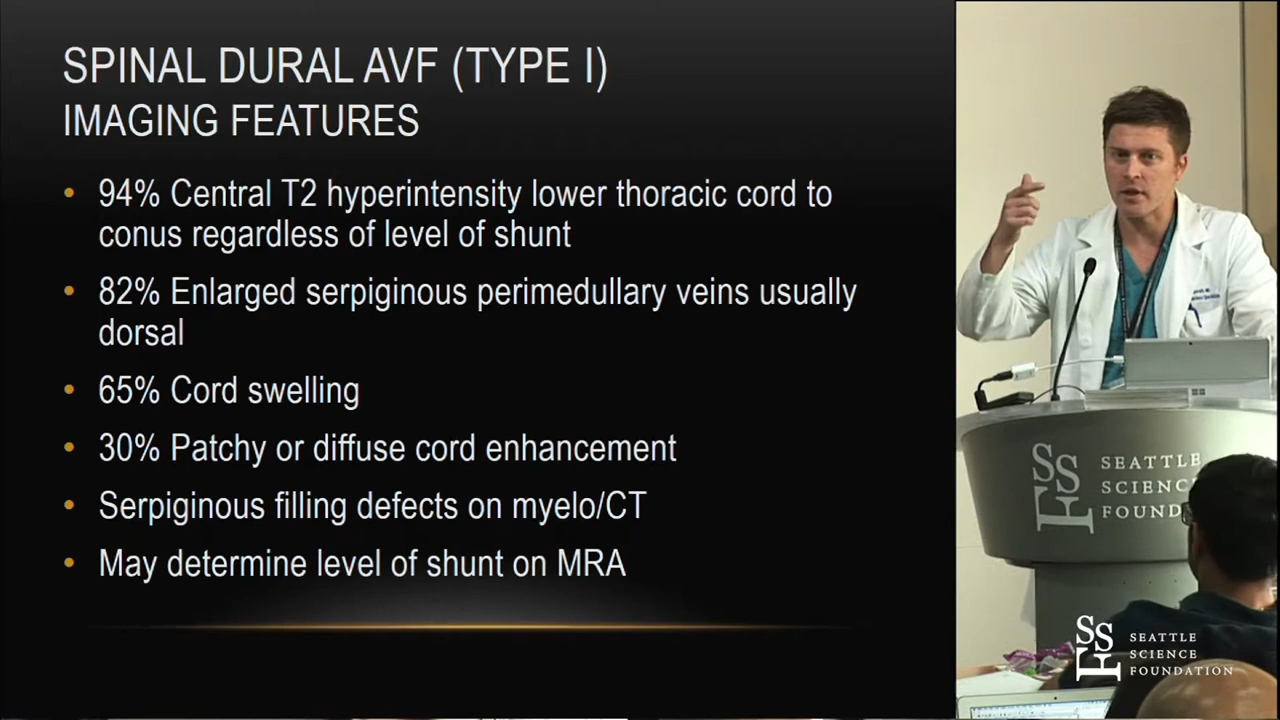 SPINAL DURAL AVF (TYPE I)
IMAGING FEATURES
• 94% Central T2 hyperintensity lower thoracic cord to
conus regardless of level of shunt
• 82% Enlarged serpiginous perimedullary veins usually
dorsal
• 65% Cord swelling
• 30% Patchy or diffuse cord enhancement
• Serpiginous filling defects on myelo/CT
• May determine level of shunt on MRA
SSF
SEATTLE
SCIENCE
FOUND
SSF
SEATTLE
SCIENCE
FOUNDATION